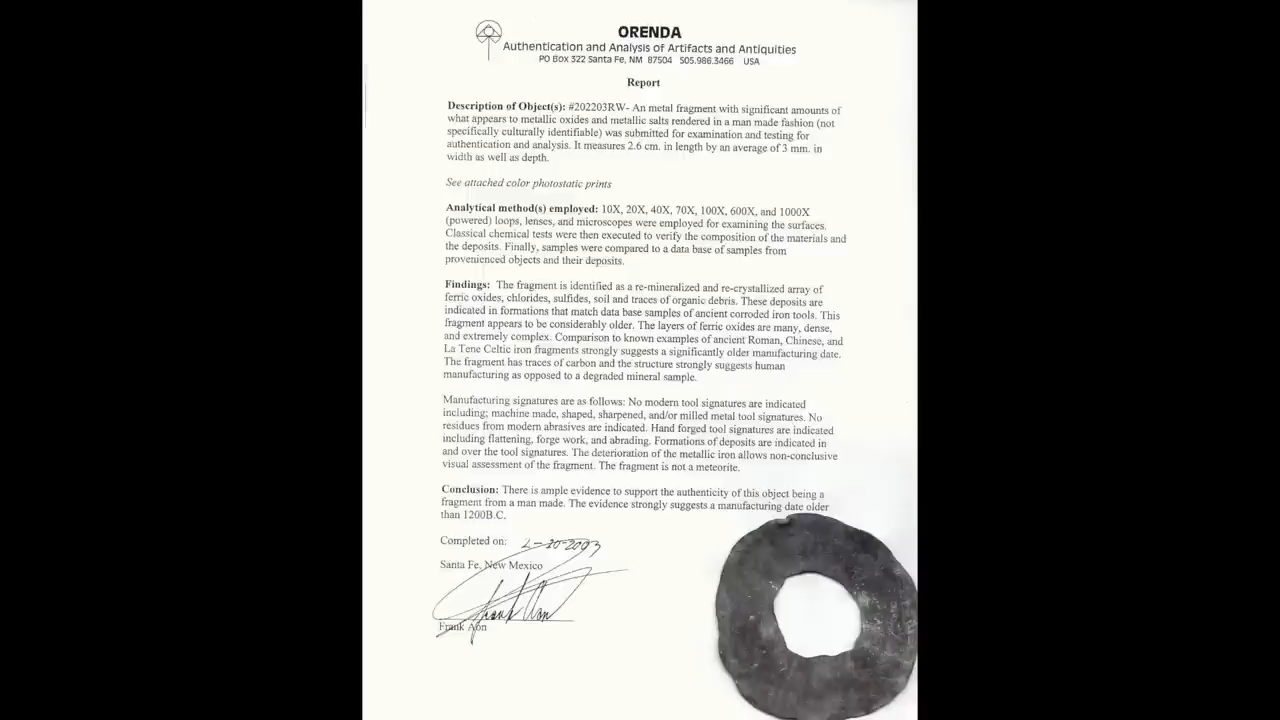 ORENDA
Authentication and Analysis of Artifacts and Antiquities
PO Box 322 Santa Fe, NM 87504 505.986.3466 USA
Report
Description of Object(s): #202203RW- An metal fragment with significant amounts of
what appears to metallic oxides and metallic salts rendered in a man made fashion (not
specifically culturally identifiable) was submitted for examination and testing for
authentication and analysis. It measures 2.6 cm. in length by an average of 3 mm. in
width as well as depth.
See attached color photostatic prints
Analytical method(s) employed: 10X, 20X, 40X, 70X, 100X, 600X, and 1000X
(powered) loops, lenses, and microscopes were employed for examining the surfaces.
Classical chemical tests were then executed to verify the composition of the materials and
the deposits. Finally, samples were compared to a data base of samples from
provenienced objects and their deposits.
Findings: The fragment is identified as a re-mineralized and re-crystallized array of
ferric oxides, chlorides, sulfides, soil and traces of organic debris. These deposits are
indicated in formations that match data base samples of ancient corroded iron tools. This
fragment appears to be considerably older. The layers of ferric oxides are many, dense,
and extremely complex. Comparison to known examples of ancient Roman, Chinese, and
La Tene Celtic iron fragments strongly suggests a significantly older manufacturing date.
The fragment has traces of carbon and the structure strongly suggests human
manufacturing as opposed to a degraded mineral sample.
Manufacturing signatures are as follows: No modern tool signatures are indicated
including; machine made, shaped, sharpened, and/or milled metal tool signatures. No
residues from modern abrasives are indicated. Hand forged tool signatures are indicated
including flattening, forge work, and abrading. Formations of deposits are indicated in
and over the tool signatures. The deterioration of the metallic iron allows non-conclusive
visual assessment of the fragment. The fragment is not a meteorite.
Conclusion: There is ample evidence to support the authenticity of this object being a
fragment from a man made. The evidence strongly suggests a manufacturing date older
than 1200B.C.
Completed on: 2-20-2003
Santa Fe, New Mexico
Frank Aon
Frank Aon